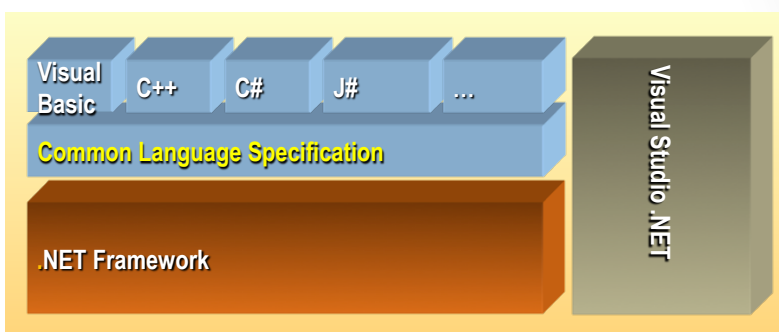 Visual
Basic
C++
C#
J#
...
Common Language Specification
.NET Framework
Visual Studio .NET